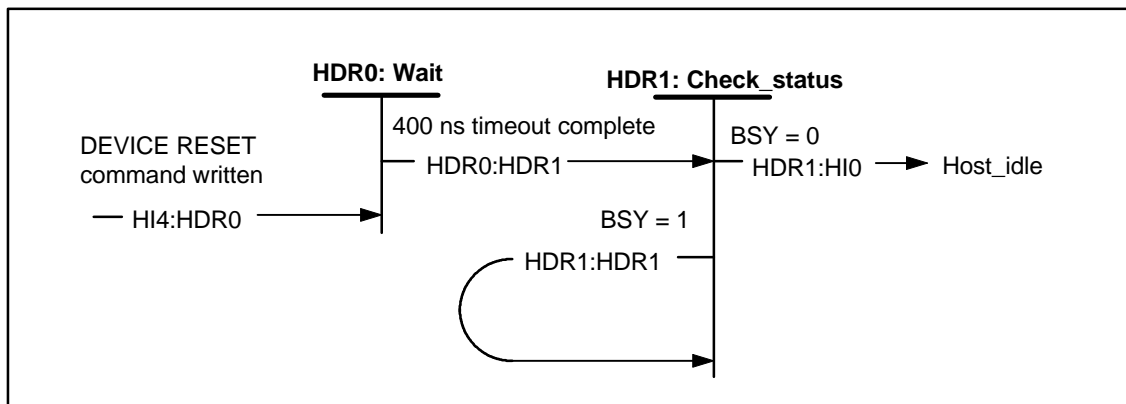 HDR0: Wait
HDR1: Check_status
400 ns timeout complete
BSY = 0
DEVICE RESET
command written
HDR0:HDR1
HDR1:HI0
Host_idle
HI4:HDR0
BSY = 1
HDR1:HDR1